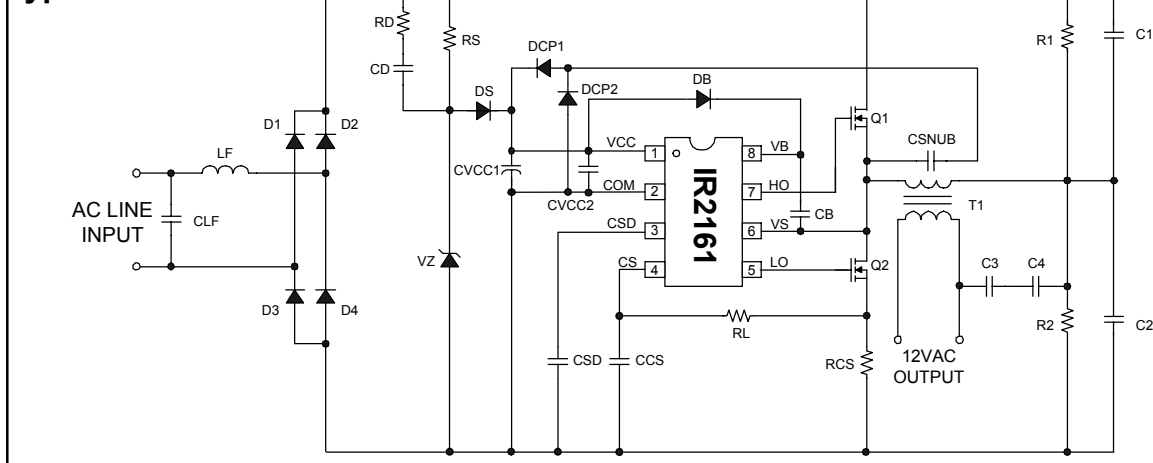 RD
RS
CD
DCP1
DS
DCP2
DB
R1
C1
D1
D2
LF
AC LINE
INPUT
CLF
D3
D4
VZ
CVCC1
CVCC2
VCC
1
COM
2
CSD
3
CS
4
IR2161
8
VB
7
HO
6
VS
5
LO
CB
Q1
CSNUB
T1
Q2
C3
C4
RL
RCS
CSD
CCS
12VAC
OUTPUT
R2
C2